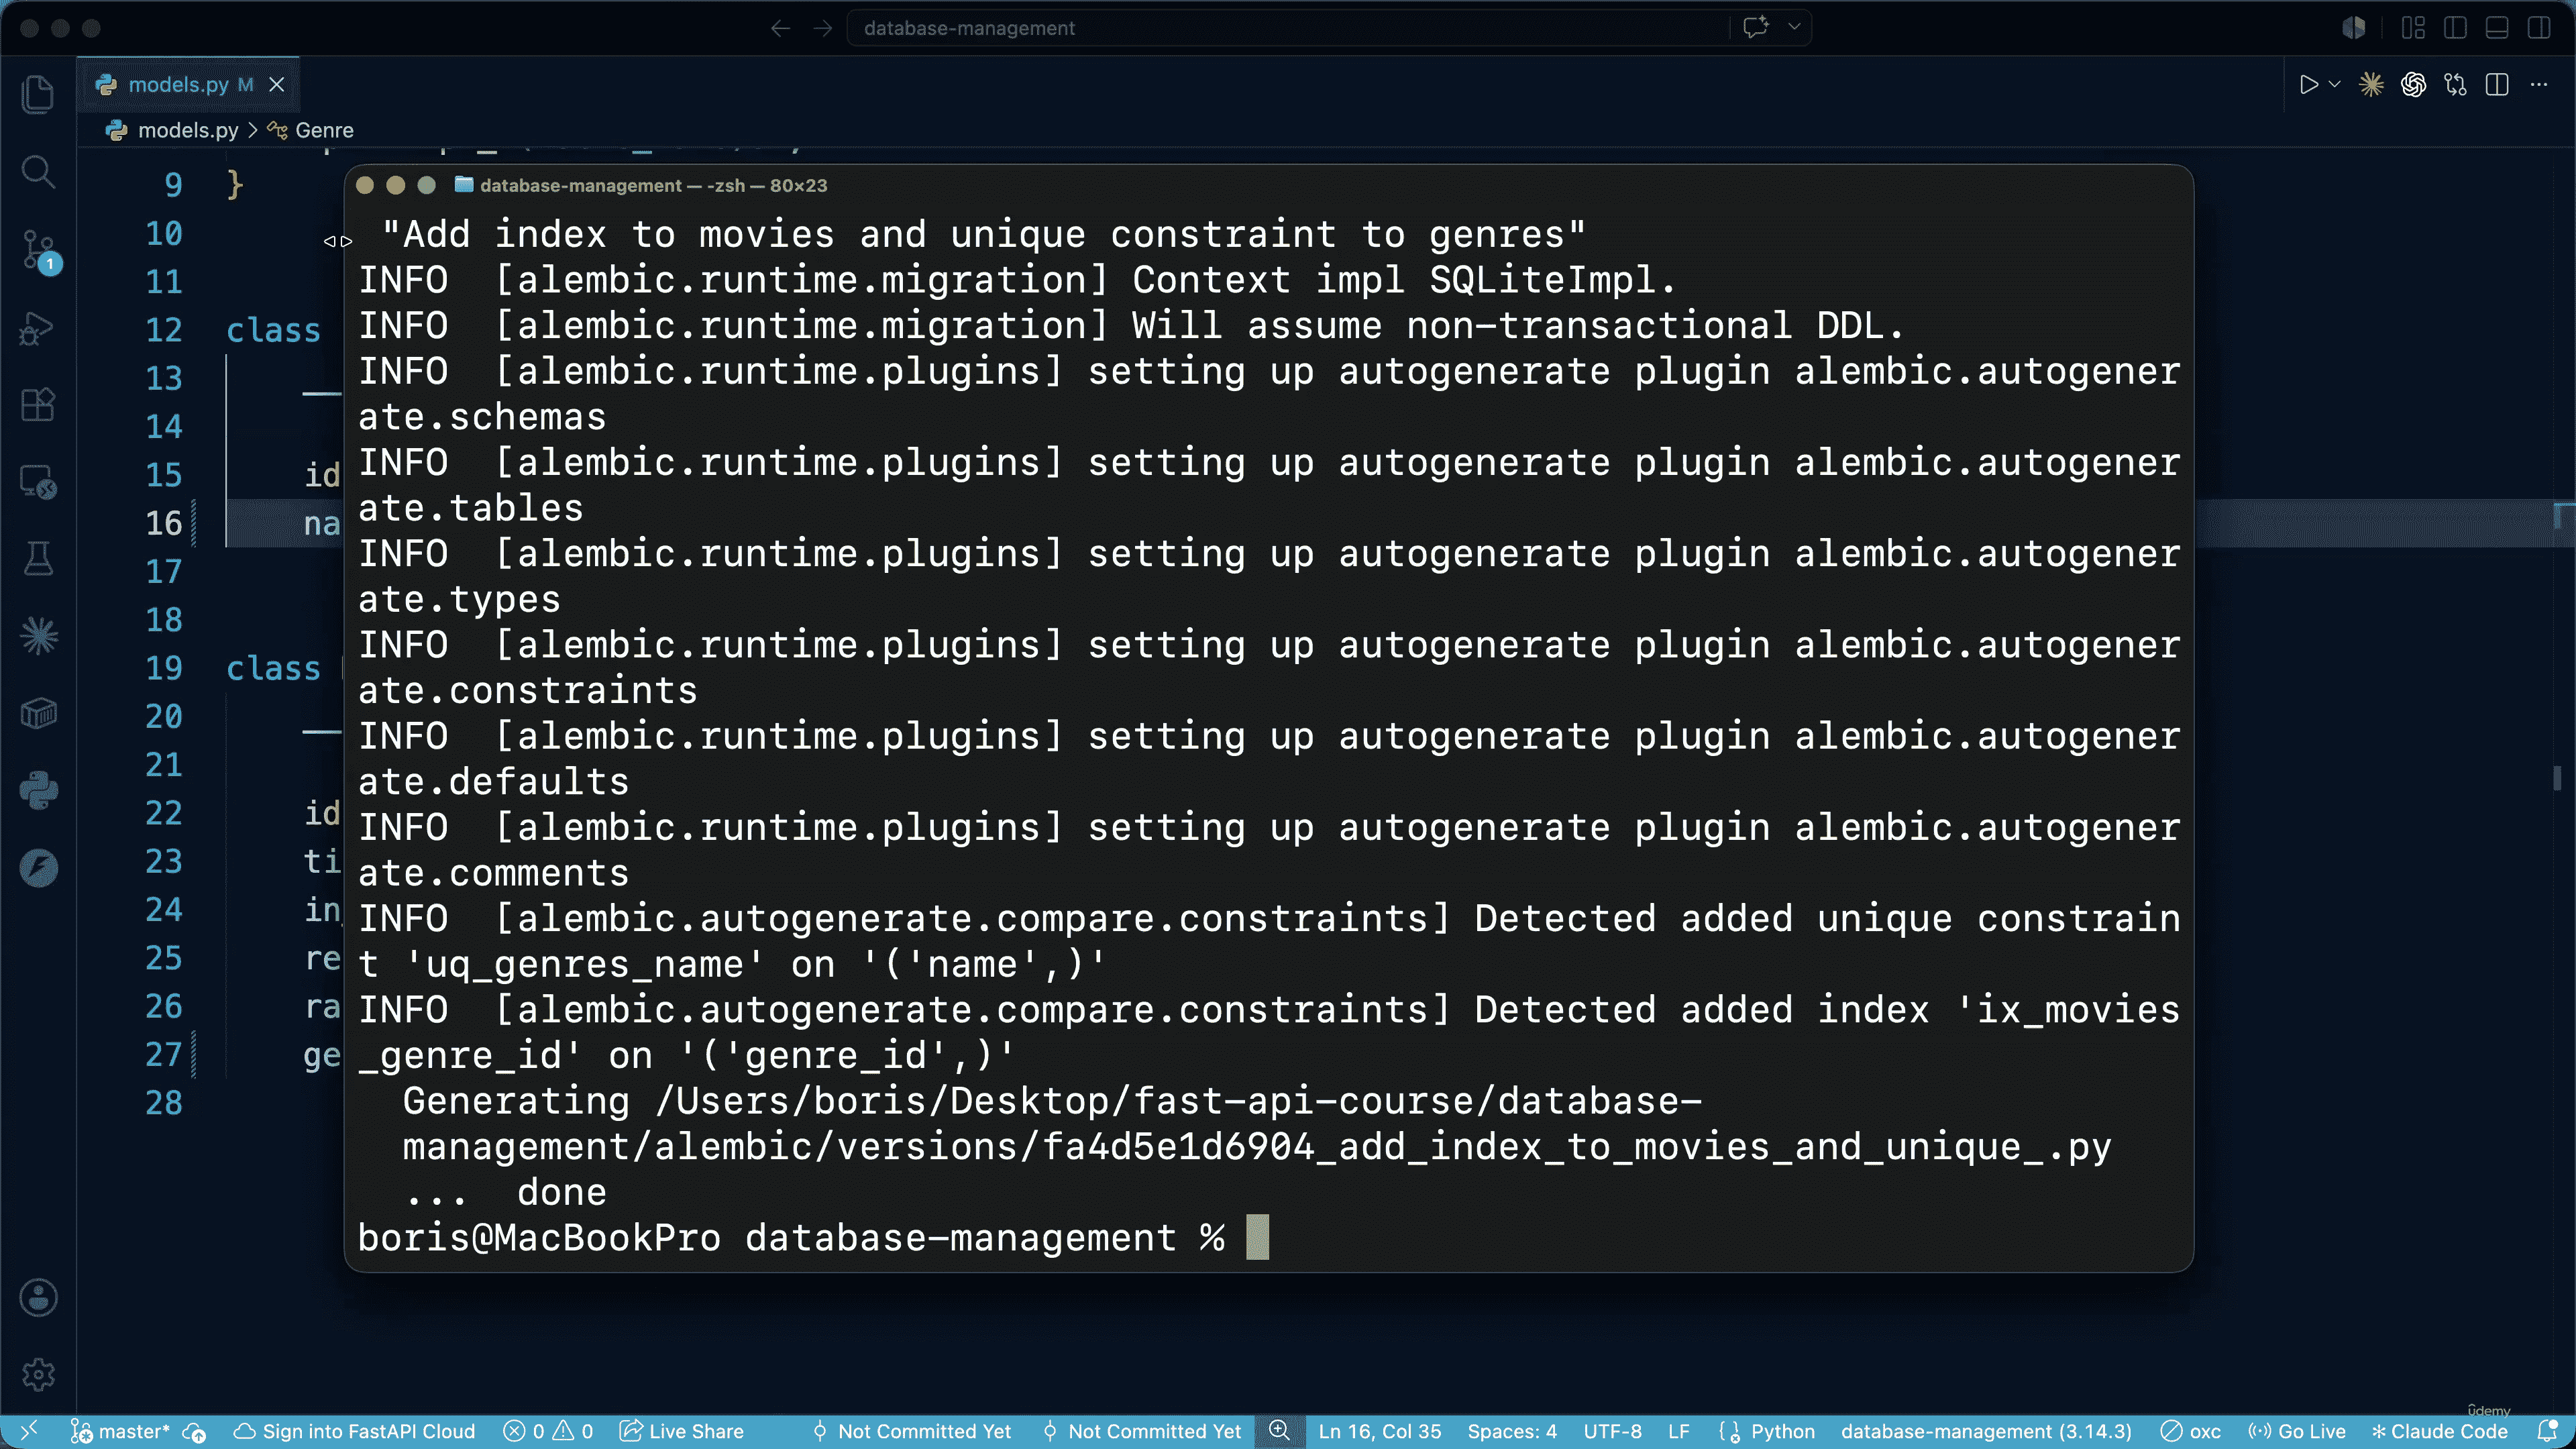 database-management
models.py M
models.py > Genre
9 }
10
11
12 class
13
14
15 id
16 na
17
18
19 class
20
21
22 id
23 ti
24 in
25 re
26 ra
27 ge
28
database-management — -zsh — 80×23
"Add index to movies and unique constraint to genres"
INFO  [alembic.runtime.migration] Context impl SQLiteImpl.
INFO  [alembic.runtime.migration] Will assume non-transactional DDL.
INFO  [alembic.runtime.plugins] setting up autogenerate plugin alembic.autogener
ate.schemas
INFO  [alembic.runtime.plugins] setting up autogenerate plugin alembic.autogener
ate.tables
INFO  [alembic.runtime.plugins] setting up autogenerate plugin alembic.autogener
ate.types
INFO  [alembic.runtime.plugins] setting up autogenerate plugin alembic.autogener
ate.constraints
INFO  [alembic.runtime.plugins] setting up autogenerate plugin alembic.autogener
ate.defaults
INFO  [alembic.runtime.plugins] setting up autogenerate plugin alembic.autogener
ate.comments
INFO  [alembic.autogenerate.compare.constraints] Detected added unique constrain
t 'uq_genres_name' on '('name',)'
INFO  [alembic.autogenerate.compare.constraints] Detected added index 'ix_movies
_genre_id' on '('genre_id',)'
Generating /Users/boris/Desktop/fast-api-course/database-
management/alembic/versions/fa4d5e1d6904_add_index_to_movies_and_unique_.py
...  done
boris@MacBookPro database-management %
1
udemy
master* Sign into FastAPI Cloud 0 0 Live Share Not Committed Yet Not Committed Yet Ln 16, Col 35 Spaces: 4 UTF-8 LF Python database-management (3.14.3) oxc Go Live Claude Code